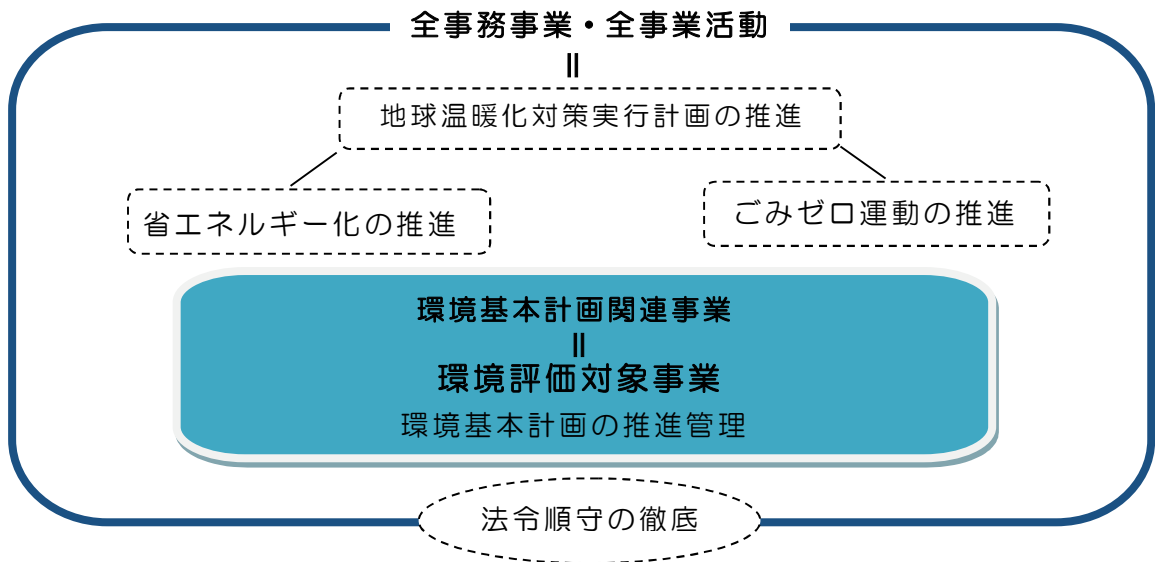 全事務事業・全事業活動
||
地球温暖化対策実行計画の推進
省エネルギー化の推進
ごみゼロ運動の推進
環境基本計画関連事業
||
環境評価対象事業
環境基本計画の推進管理
法令順守の徹底